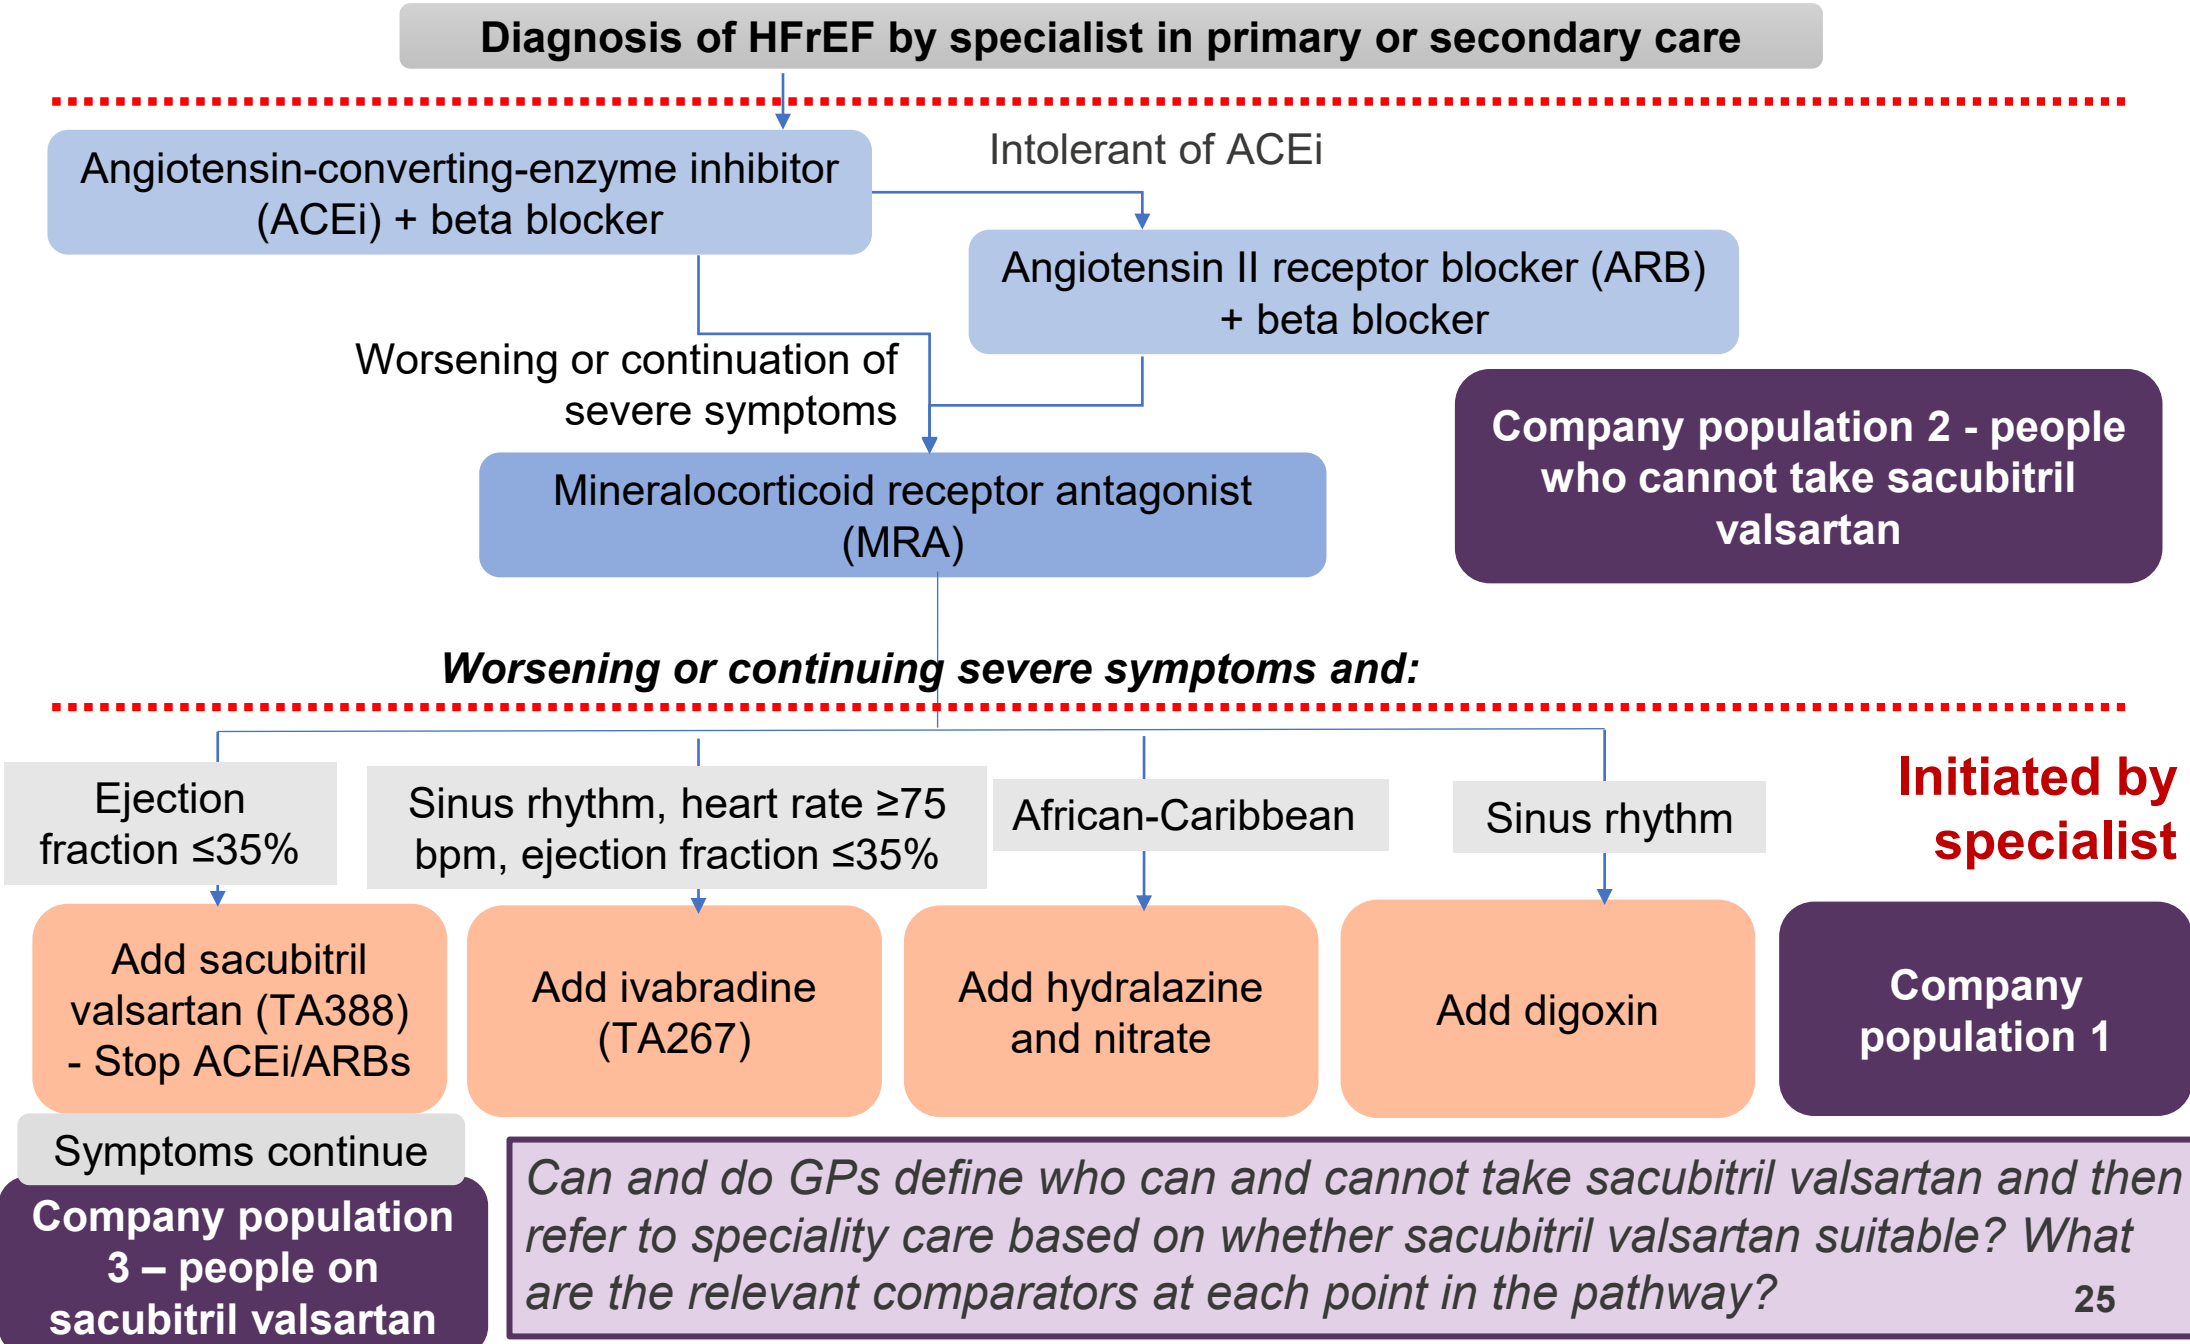 Diagnosis of HFrEF by specialist in primary or secondary care
Angiotensin-converting-enzyme inhibitor
(ACEi) + beta blocker
Intolerant of ACEi
Angiotensin II receptor blocker (ARB)
+ beta blocker
Worsening or continuation of
severe symptoms
Company population 2 - people
who cannot take sacubitril
valsartan
Mineralocorticoid receptor antagonist
(MRA)
Worsening or continuing severe symptoms and:
Ejection
fraction ≤35%
Sinus rhythm, heart rate ≥75
bpm, ejection fraction ≤35%
African-Caribbean
Sinus rhythm
Initiated by
specialist
Add sacubitril
valsartan (TA388)
- Stop ACEi/ARBs
Add ivabradine
(TA267)
Add hydralazine
and nitrate
Add digoxin
Company
population 1
Symptoms continue
Company population
3 – people on
sacubitril valsartan
Can and do GPs define who can and cannot take sacubitril valsartan and then
refer to speciality care based on whether sacubitril valsartan suitable? What
are the relevant comparators at each point in the pathway?
25